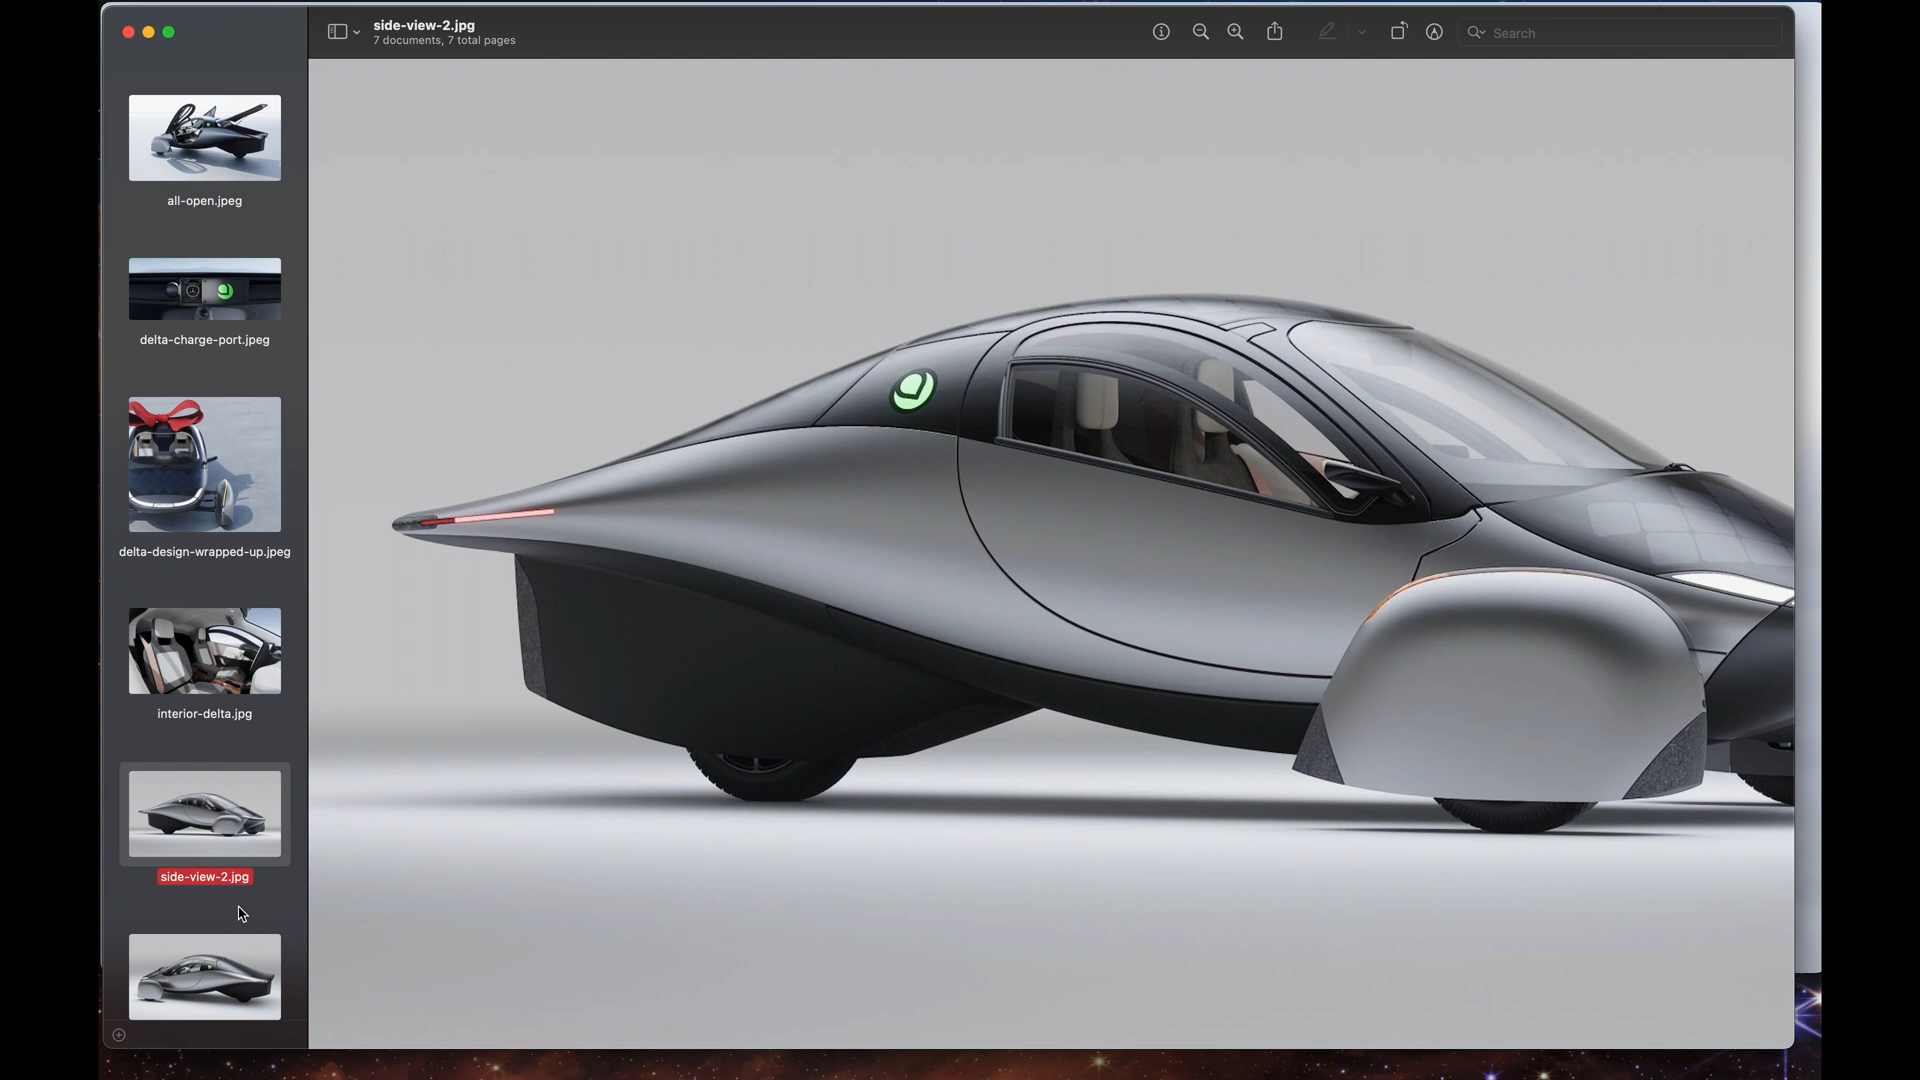 side-view-2.jpg
7 documents, 7 total pages
Search
all-open.jpeg
delta-charge-port.jpeg
delta-design-wrapped-up.jpeg
interior-delta.jpg
side-view-2.jpg